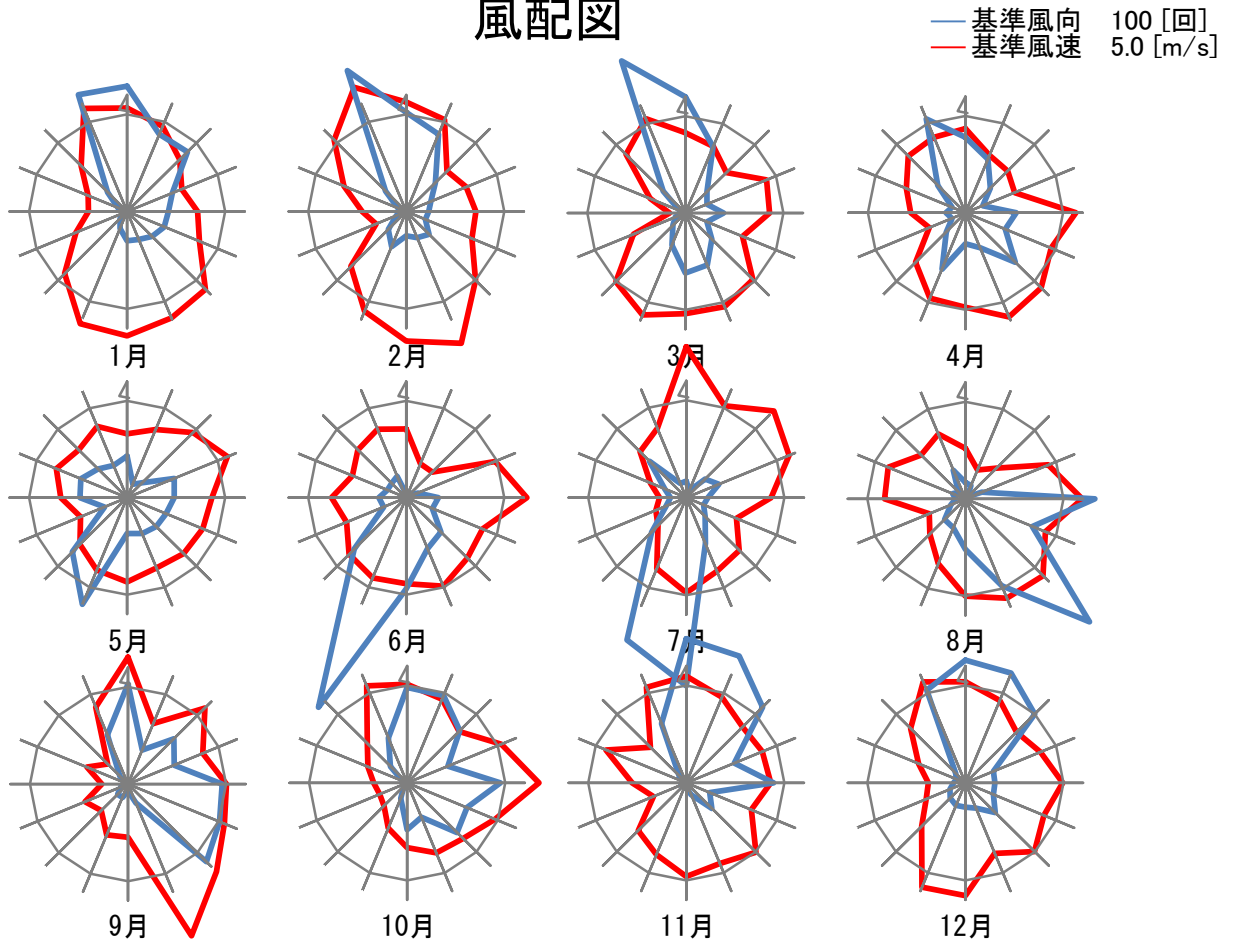 風配図
基準風向 100 [回]
基準風速 5.0 [m/s]
1月
2月
3月
4月
5月
6月
7月
8月
9月
10月
11月
12月